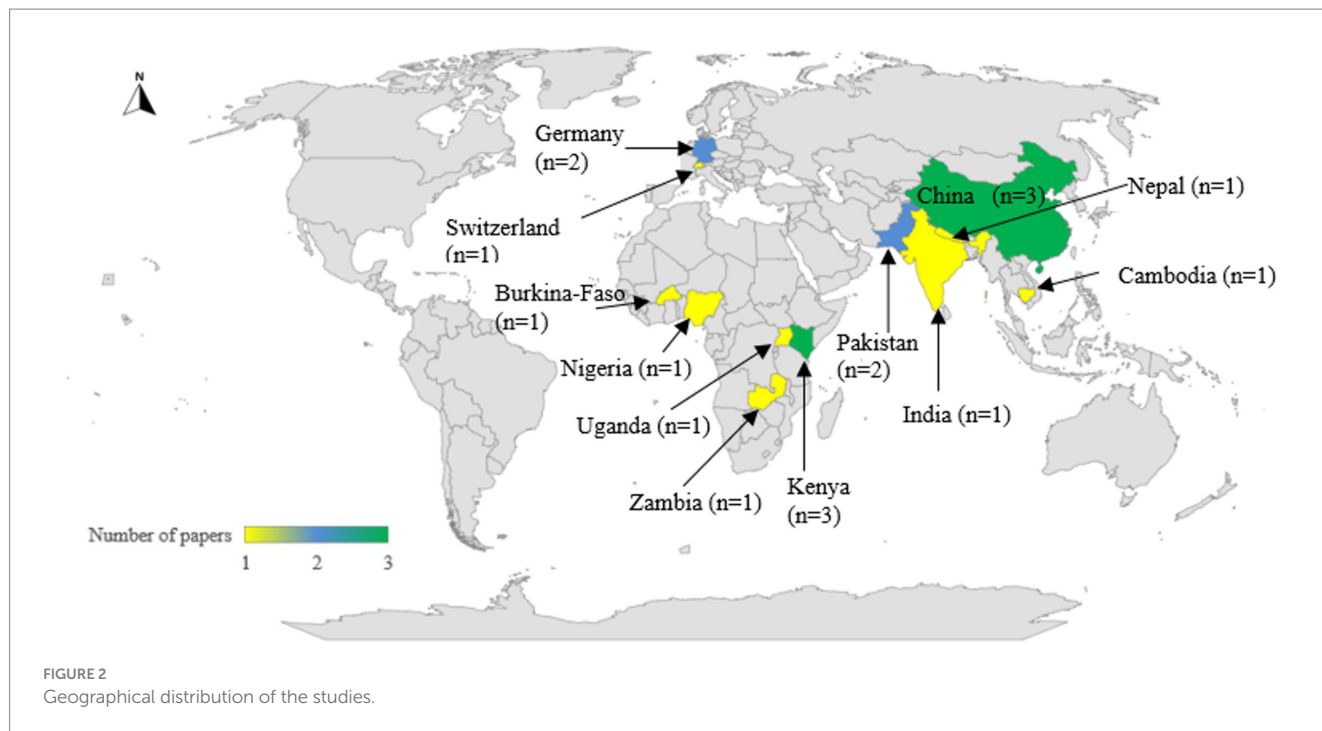 N
Germany
(n=2)
China (n=3)
Nepal (n=1)
Switzerland
(n=1)
Cambodia (n=1)
Burkina-Faso
(n=1)
Pakistan
(n=2)
Nigeria (n=1)
India (n=1)
Uganda (n=1)
Zambia (n=1)
Kenya
(n=3)
Number of papers
1 2 3
FIGURE 2
Geographical distribution of the studies.